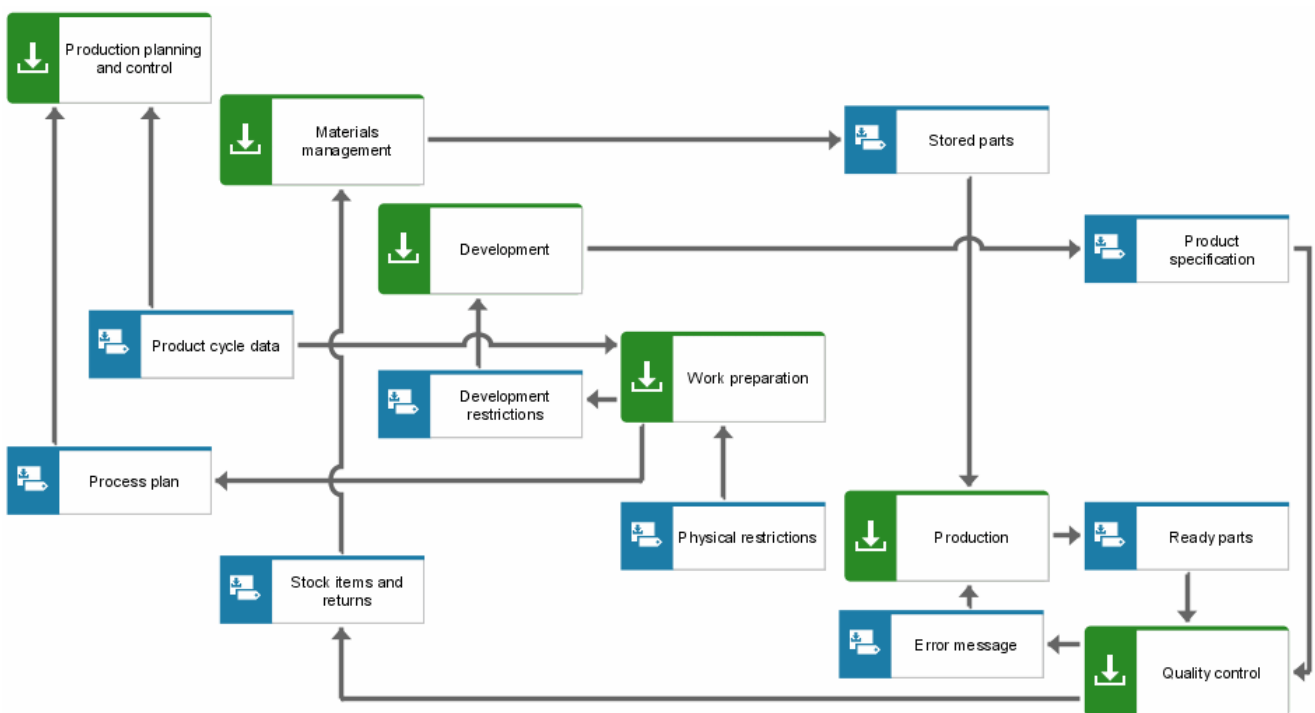 Production planning
and control
Materials
management
Stored parts
Development
Product
specification
Product cycle data
Work preparation
Development
restrictions
Process plan
Physical restrictions
Production
Ready parts
Stock items and
returns
Error message
Quality control